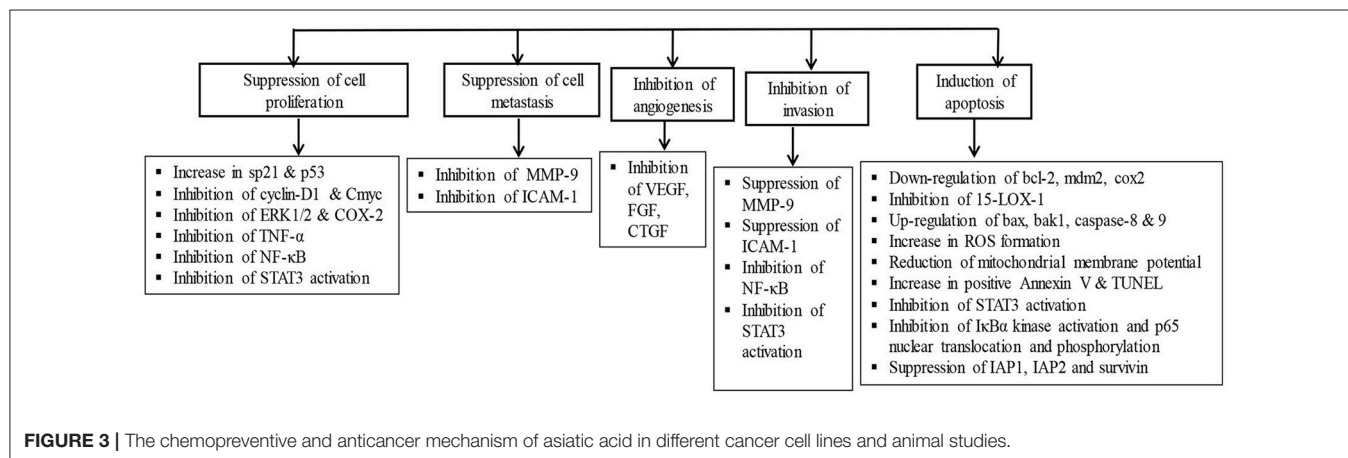 Suppression of cell
proliferation
Suppression of cell
metastasis
Inhibition of
angiogenesis
Inhibition of
invasion
Induction of
apoptosis
▪ Increase in sp21 & p53
▪ Inhibition of cyclin-D1 & Cmyc
▪ Inhibition of ERK1/2 & COX-2
▪ Inhibition of TNF-α
▪ Inhibition of NF-κB
▪ Inhibition of STAT3 activation
▪ Inhibition of MMP-9
▪ Inhibition of ICAM-1
▪ Inhibition
of VEGF,
FGF,
CTGF
▪ Suppression of
MMP-9
▪ Suppression of
ICAM-1
▪ Inhibition of
NF-κB
▪ Inhibition of
STAT3
activation
▪ Down-regulation of bcl-2, mdm2, cox2
▪ Inhibition of 15-LOX-1
▪ Up-regulation of bax, bak1, caspase-8 & 9
▪ Increase in ROS formation
▪ Reduction of mitochondrial membrane potential
▪ Increase in positive Annexin V & TUNEL
▪ Inhibition of STAT3 activation
▪ Inhibition of IκBα kinase activation and p65
nuclear translocation and phosphorylation
▪ Suppression of IAP1, IAP2 and survivin
FIGURE 3 | The chemopreventive and anticancer mechanism of asiatic acid in different cancer cell lines and animal studies.